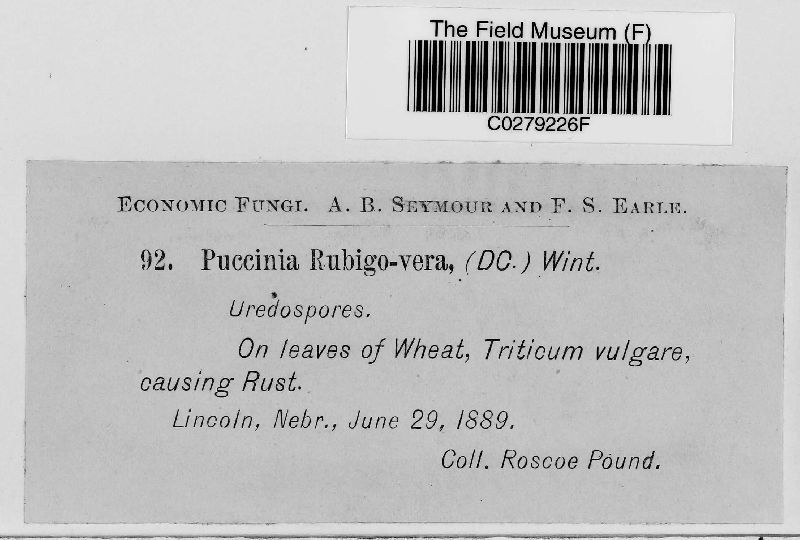 The Field Museum (F)
C0279226F
Economic Fungi. A. B. Seymour and F. S. Earle.
92. Puccinia Rubigo-vera, (DC.) Wint.
Uredospores.
On leaves of Wheat, Triticum vulgare,
causing Rust.
Lincoln, Nebr., June 29, 1889.
Coll. Roscoe Pound.